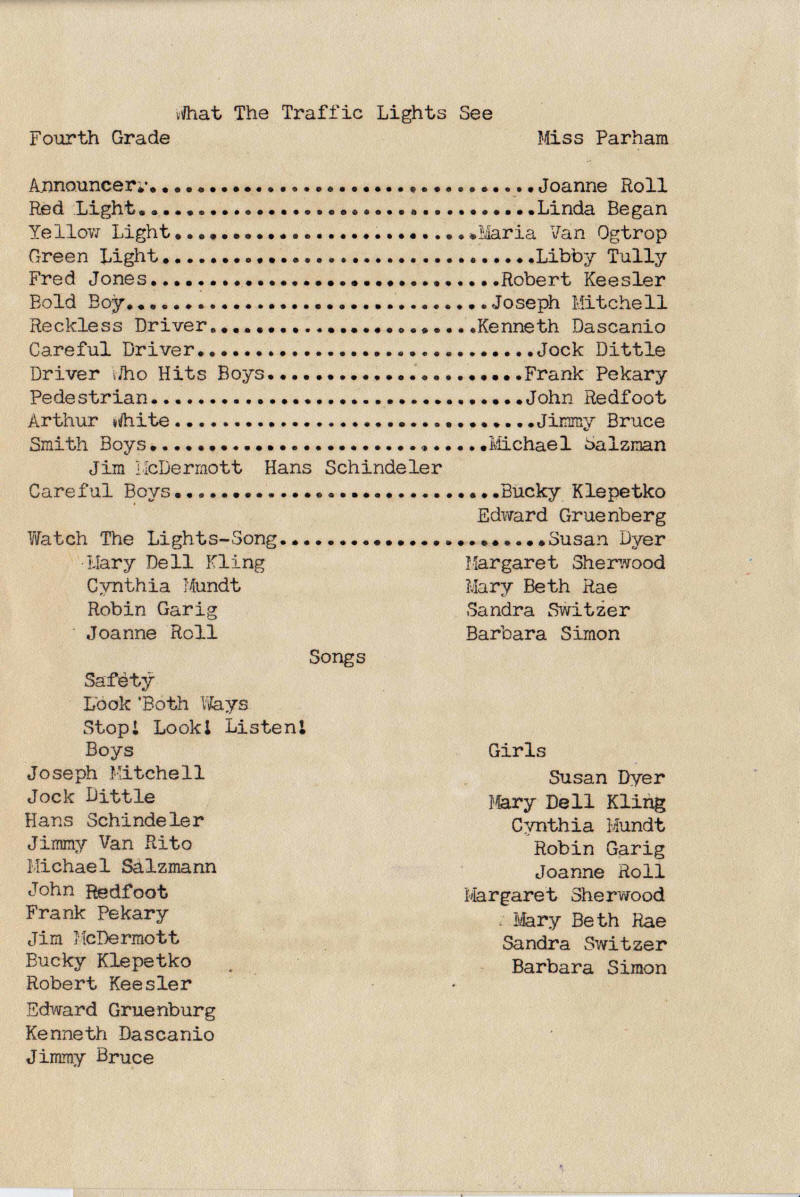 What The Traffic Lights See
Fourth Grade Miss Parham
Announcer..................................Joanne Roll
Red Light..................................Linda Began
Yellow Light..........................Maria Van Ogtrop
Green Light................................Libby Tully
Fred Jones..............................Robert Keesler
Bold Boy...............................Joseph Mitchell
Reckless Driver.......................Kenneth Dascanio
Careful Driver.............................Jock Dittle
Driver Who Hits Boys......................Frank Pekary
Pedestrian................................John Redfoot
Arthur White...............................Jimmy Bruce
Smith Boys.............................Michael Salzman
Jim McDermott Hans Schindeler
Careful Boys............................Bucky Klepetko
Edward Gruenberg
Watch The Lights-Song.......................Susan Dyer
Mary Dell Kling Margaret Sherwood
Cynthia Mundt Mary Beth Rae
Robin Garig Sandra Switzer
Joanne Roll Barbara Simon
Songs
Safety
Look Both Ways
Stop! Look! Listen!
Boys Girls
Joseph Mitchell Susan Dyer
Jock Dittle Mary Dell Kling
Hans Schindeler Cynthia Mundt
Jimmy Van Rito Robin Garig
Michael Salzmann Joanne Roll
John Redfoot Margaret Sherwood
Frank Pekary Mary Beth Rae
Jim McDermott Sandra Switzer
Bucky Klepetko Barbara Simon
Robert Keesler
Edward Gruenburg
Kenneth Dascanio
Jimmy Bruce